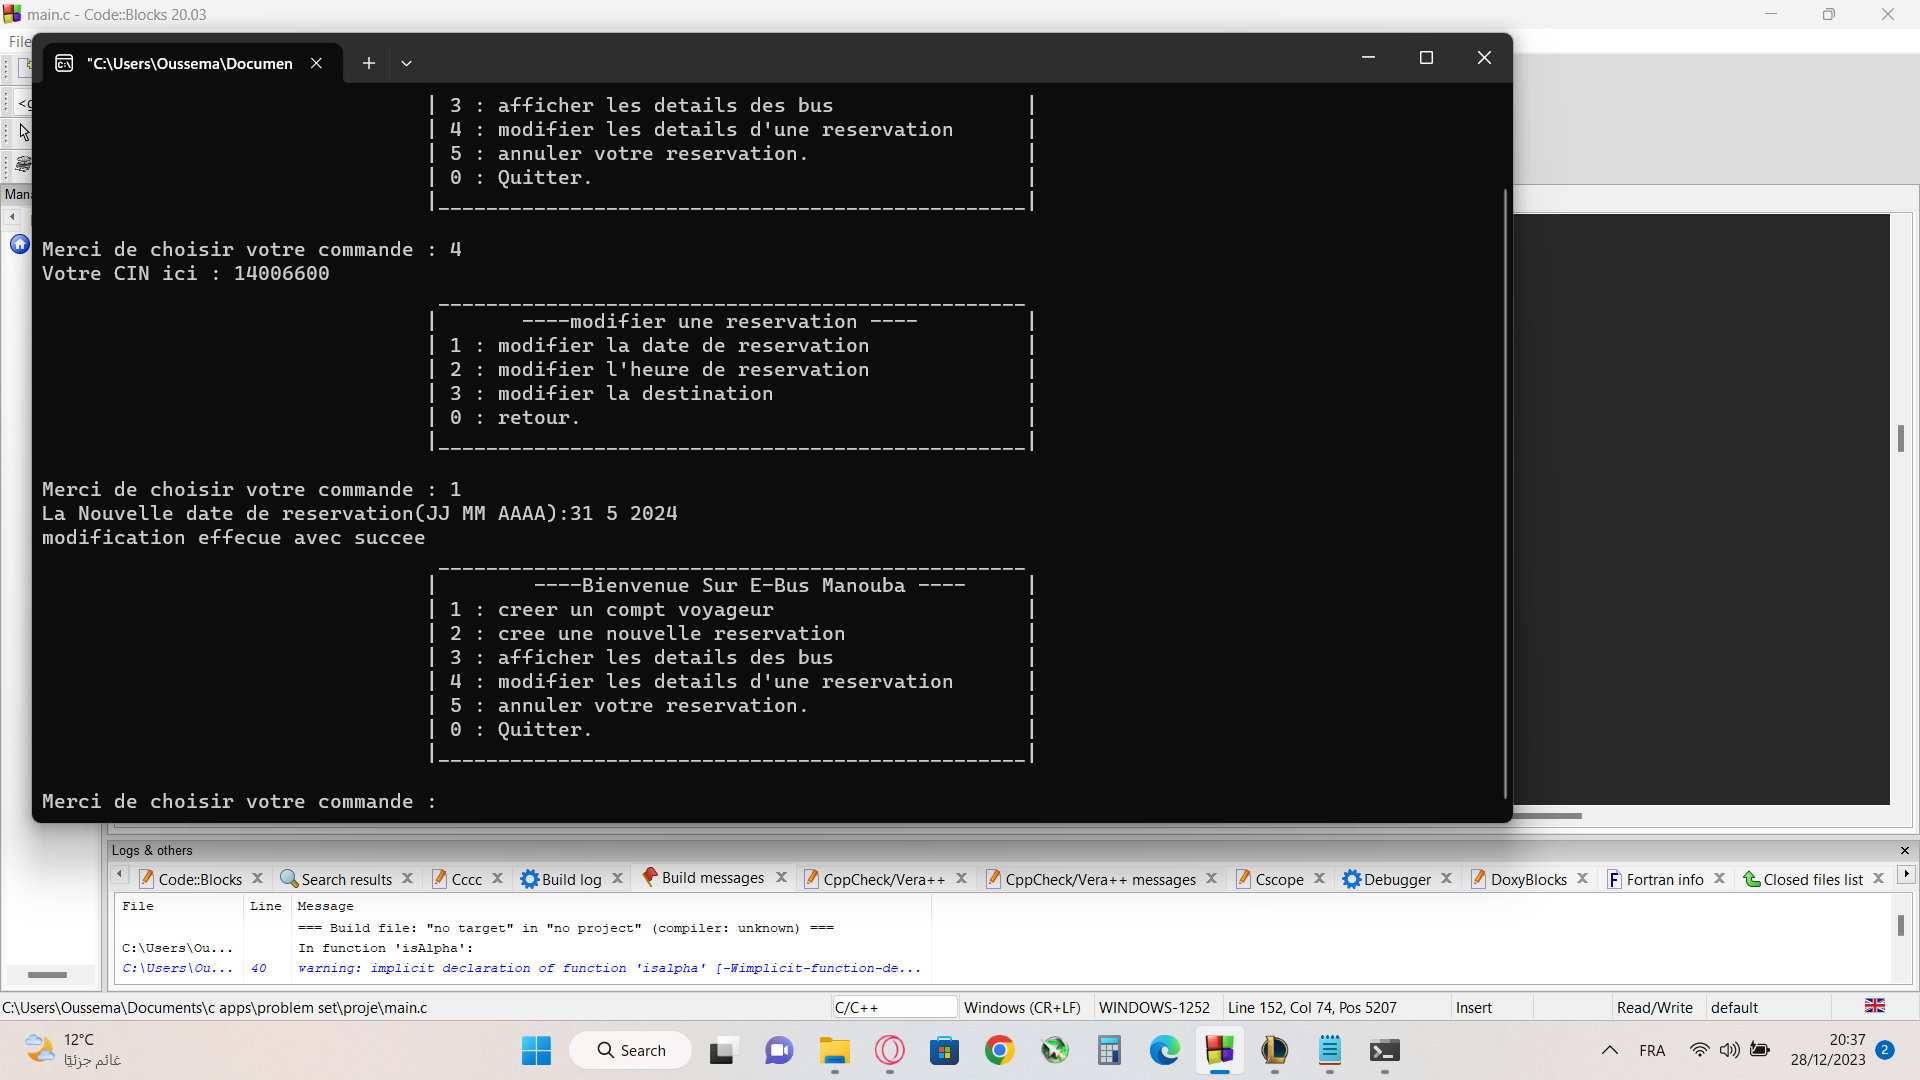 main.c - Code::Blocks 20.03
File
"C:\Users\Oussema\Documen
| 3 : afficher les details des bus |
| 4 : modifier les details d'une reservation |
| 5 : annuler votre reservation. |
| 0 : Quitter. |
|_________________________________________________|
Merci de choisir votre commande : 4
Votre CIN ici : 14006600
_________________________________________________
| ----modifier une reservation ---- |
| 1 : modifier la date de reservation |
| 2 : modifier l'heure de reservation |
| 3 : modifier la destination |
| 0 : retour. |
|_________________________________________________|
Merci de choisir votre commande : 1
La Nouvelle date de reservation(JJ MM AAAA):31 5 2024
modification effecue avec succee
_________________________________________________
| ----Bienvenue Sur E-Bus Manouba ---- |
| 1 : creer un compt voyageur |
| 2 : cree une nouvelle reservation |
| 3 : afficher les details des bus |
| 4 : modifier les details d'une reservation |
| 5 : annuler votre reservation. |
| 0 : Quitter. |
|_________________________________________________|
Merci de choisir votre commande :
<g
Mana
Logs & others
Code::Blocks Search results Cccc Build log Build messages CppCheck/Vera++ CppCheck/Vera++ messages Cscope Debugger DoxyBlocks Fortran info Closed files list
File Line Message
=== Build file: "no target" in "no project" (compiler: unknown) ===
C:\Users\Ou... In function 'isAlpha':
C:\Users\Ou... 40 warning: implicit declaration of function 'isalpha' [-Wimplicit-function-de...
C:\Users\Oussema\Documents\c apps\problem set\proje\main.c C/C++ Windows (CR+LF) WINDOWS-1252 Line 152, Col 74, Pos 5207 Insert Read/Write default
12°C
غائم جزئيًا
Search
FRA
20:37
28/12/2023
2